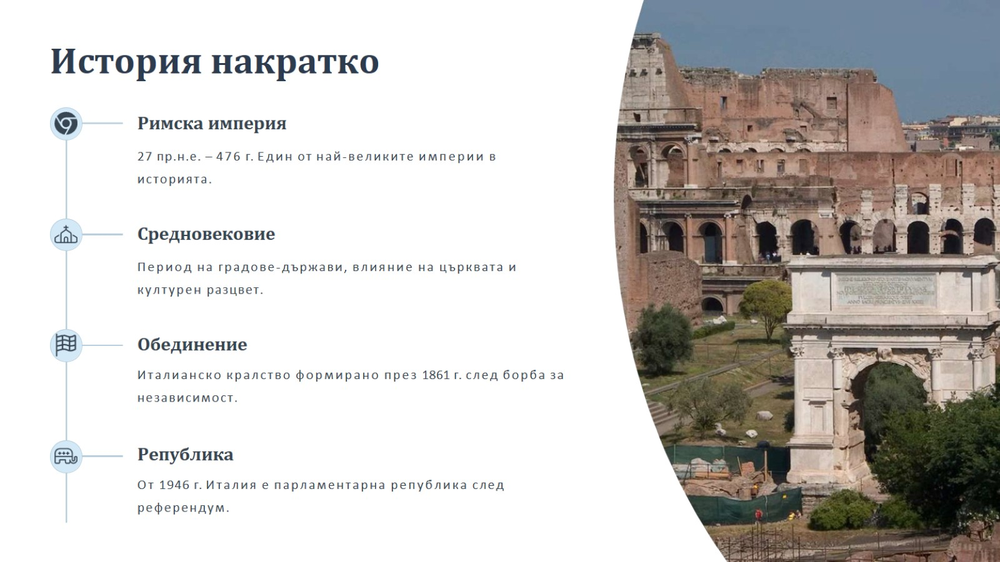 История накратко
Римска империя
27 пр.н.е. – 476 г. Един от най-великите империи в
историята.
Средновековие
Период на градове-държави, влияние на църквата и
културен разцвет.
Обединение
Италианско кралство формирано през 1861 г. след борба за
независимост.
Република
От 1946 г. Италия е парламентарна република след
референдум.